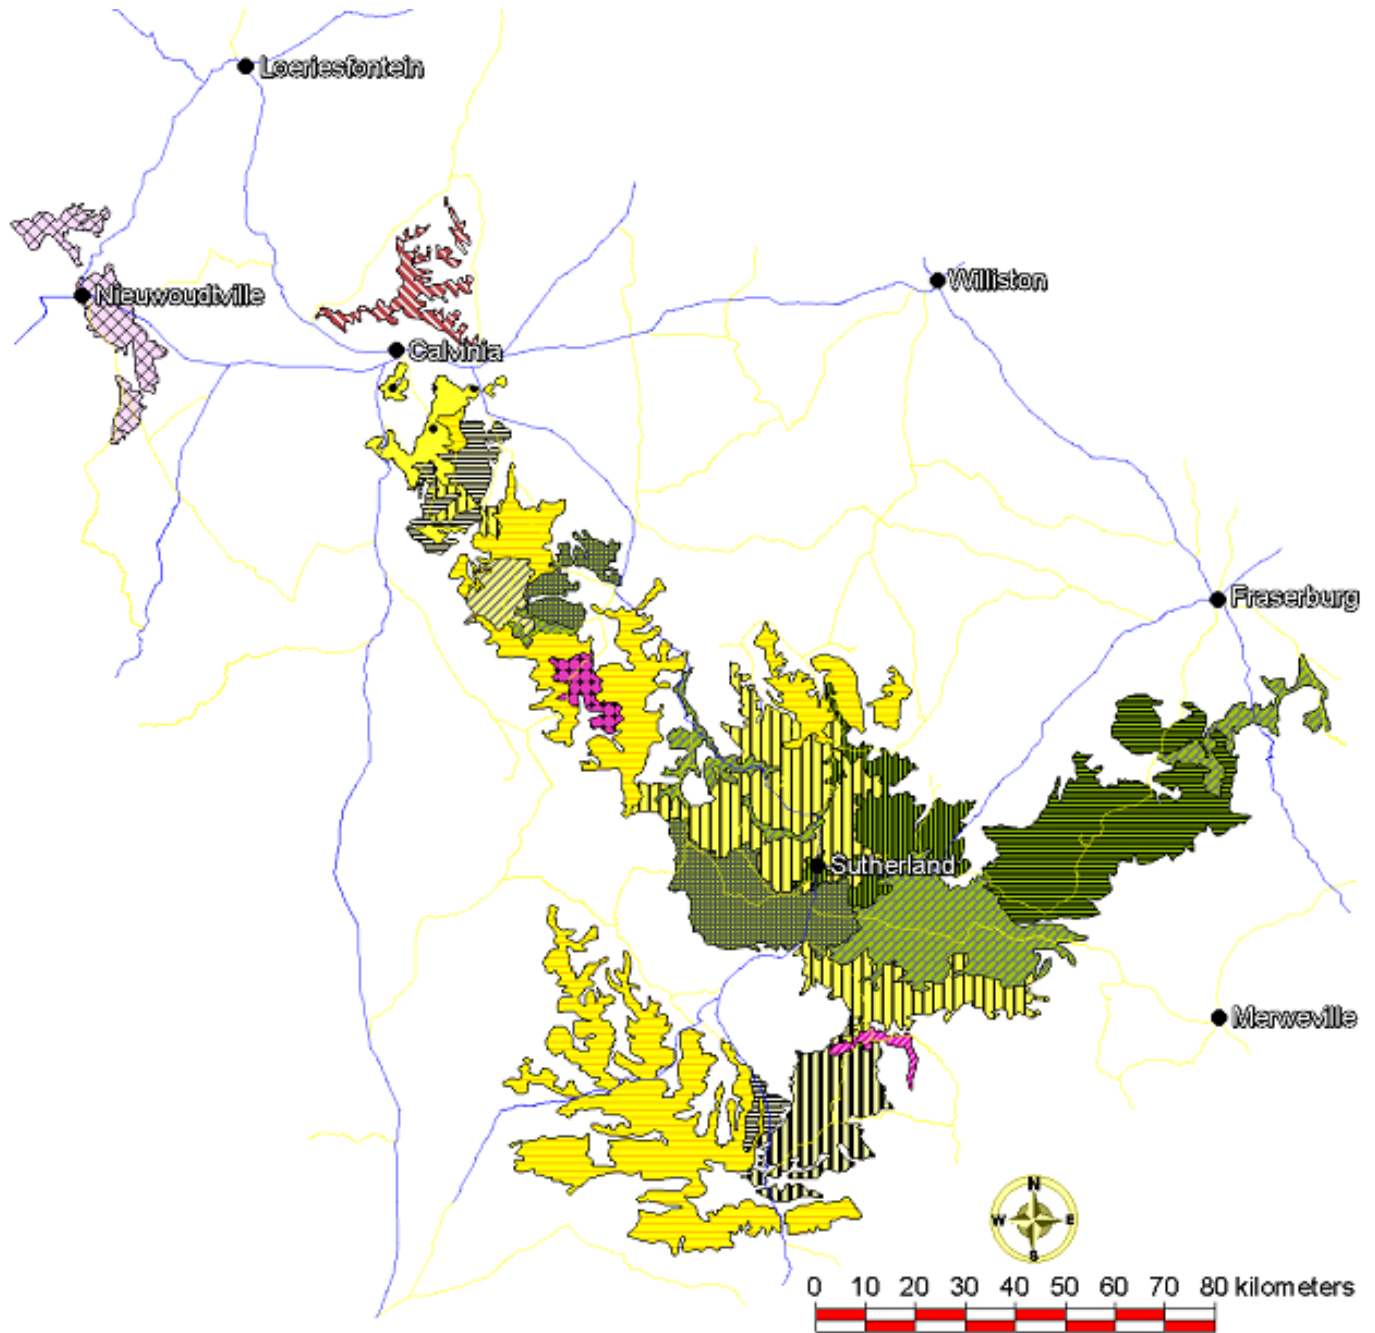 Loeriesfontein
Williston
Nieuwoudtville
Calvinia
Fraserburg
Sutherland
Merweville
N
W E
S
0 10 20 30 40 50 60 70 80 kilometers